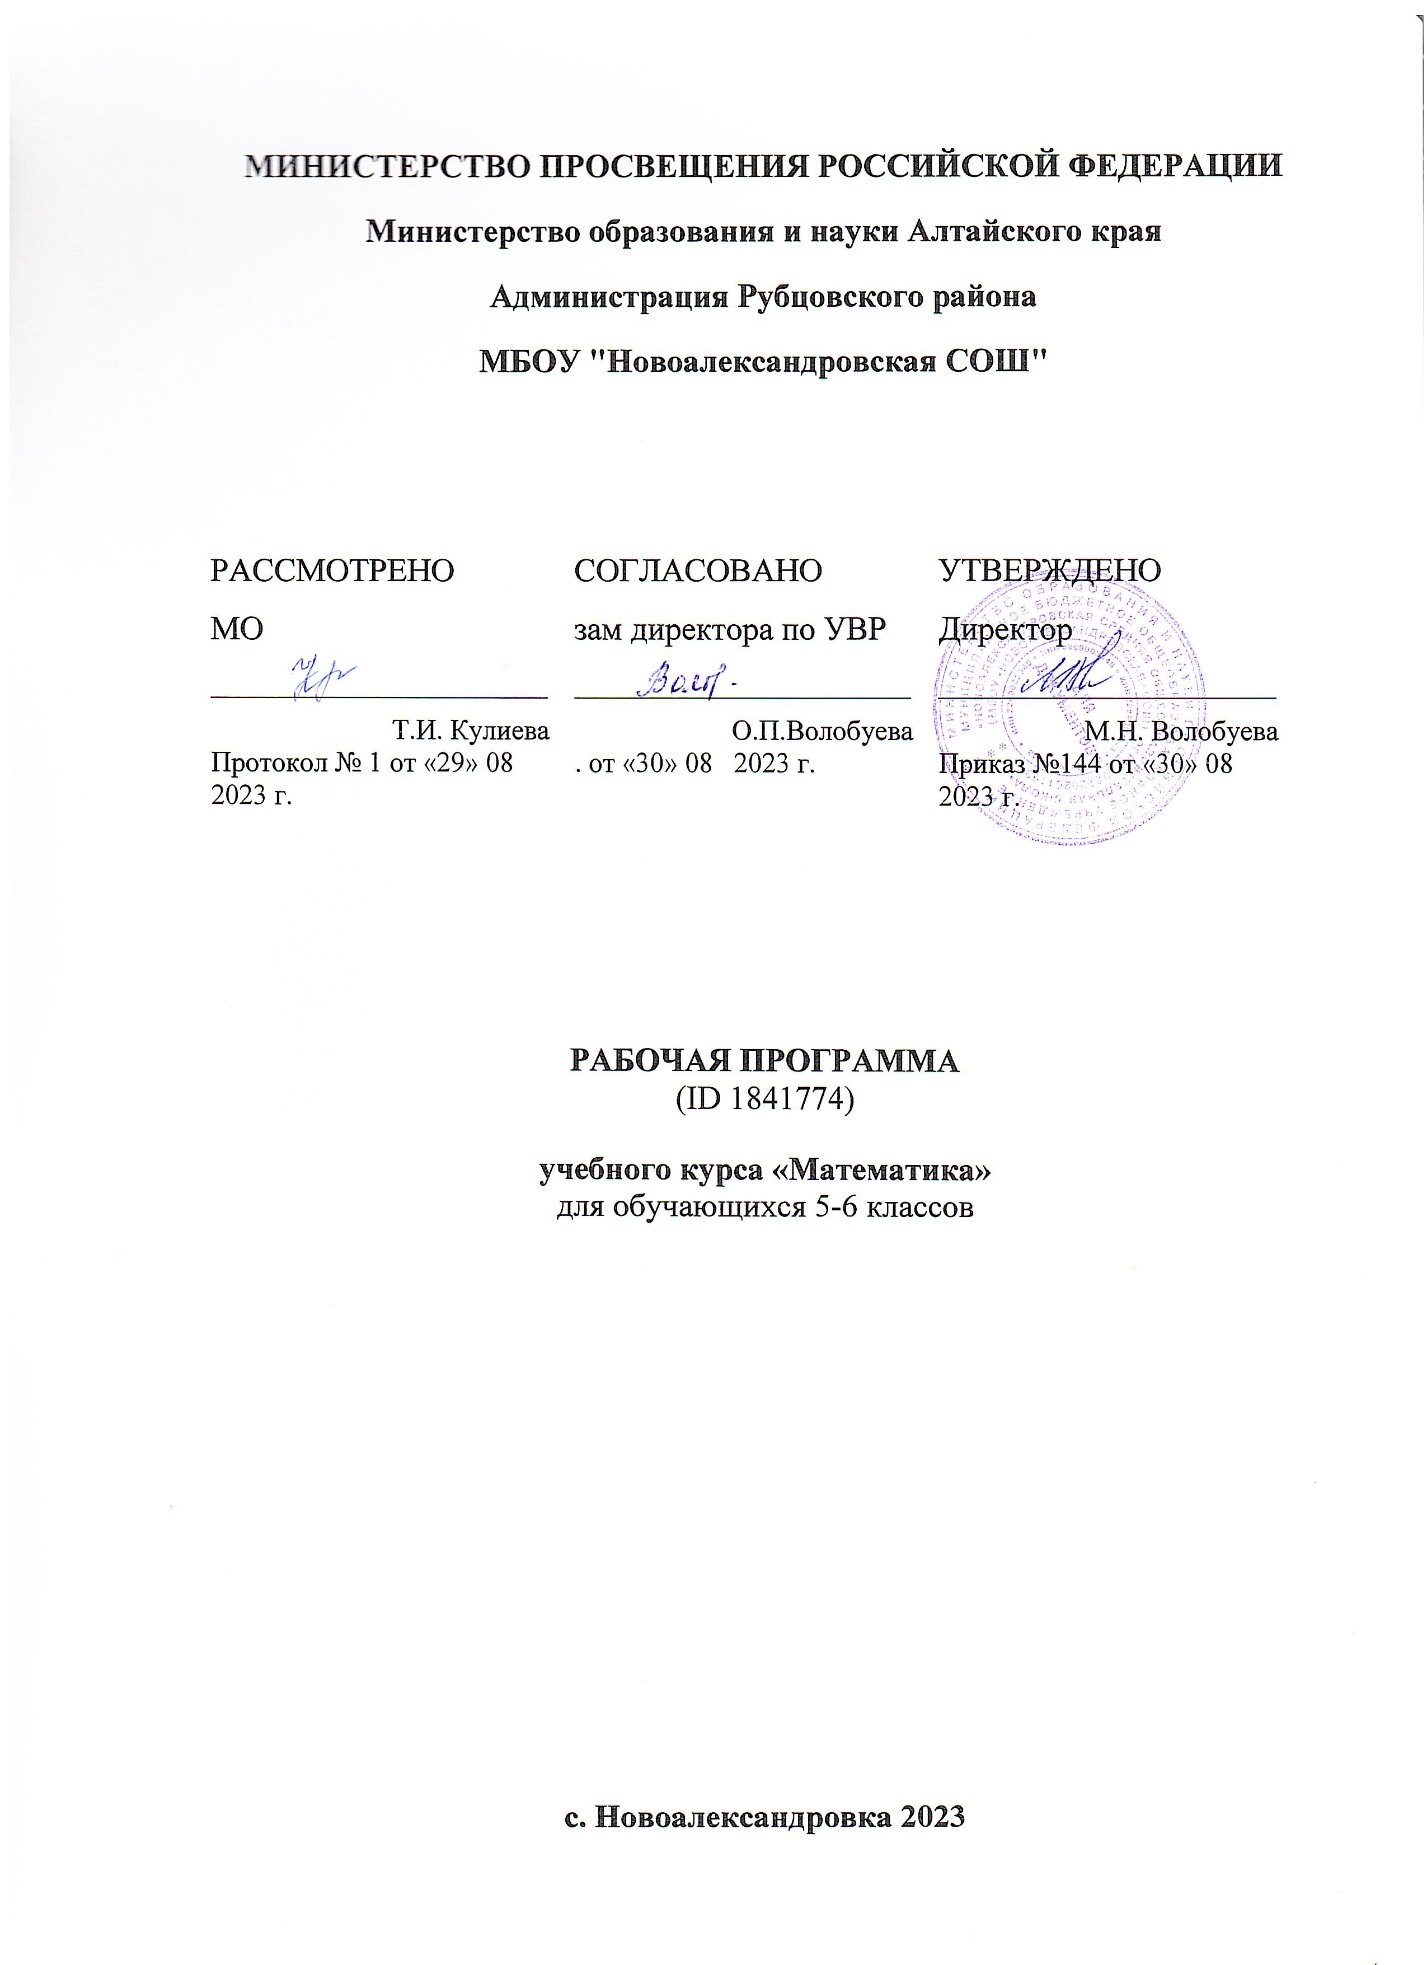 МИНИСТЕРСТВО ПРОСВЕЩЕНИЯ РОССИЙСКОЙ ФЕДЕРАЦИИ
Министерство образования и науки Алтайского края
Администрация Рубцовского района
МБОУ "Новоалександровская СОШ"
РАССМОТРЕНО
МО
Т.И. Кулиева
Протокол № 1 от «29» 08
2023 г.
СОГЛАСОВАНО
зам директора по УВР
О.П.Волобуева
. от «30» 08 2023 г.
УТВЕРЖДЕНО
Директор
М.Н. Волобуева
Приказ №144 от «30» 08
2023 г.
РАБОЧАЯ ПРОГРАММА
(ID 1841774)
учебного курса «Математика»
для обучающихся 5-6 классов
с. Новоалександровка 2023